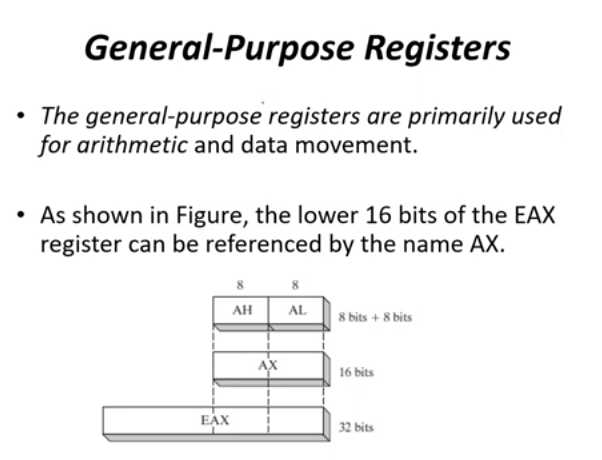 General-Purpose Registers
• The general-purpose registers are primarily used
for arithmetic and data movement.
• As shown in Figure, the lower 16 bits of the EAX
register can be referenced by the name AX.
8 8
AH AL 8 bits + 8 bits
AX 16 bits
EAX 32 bits